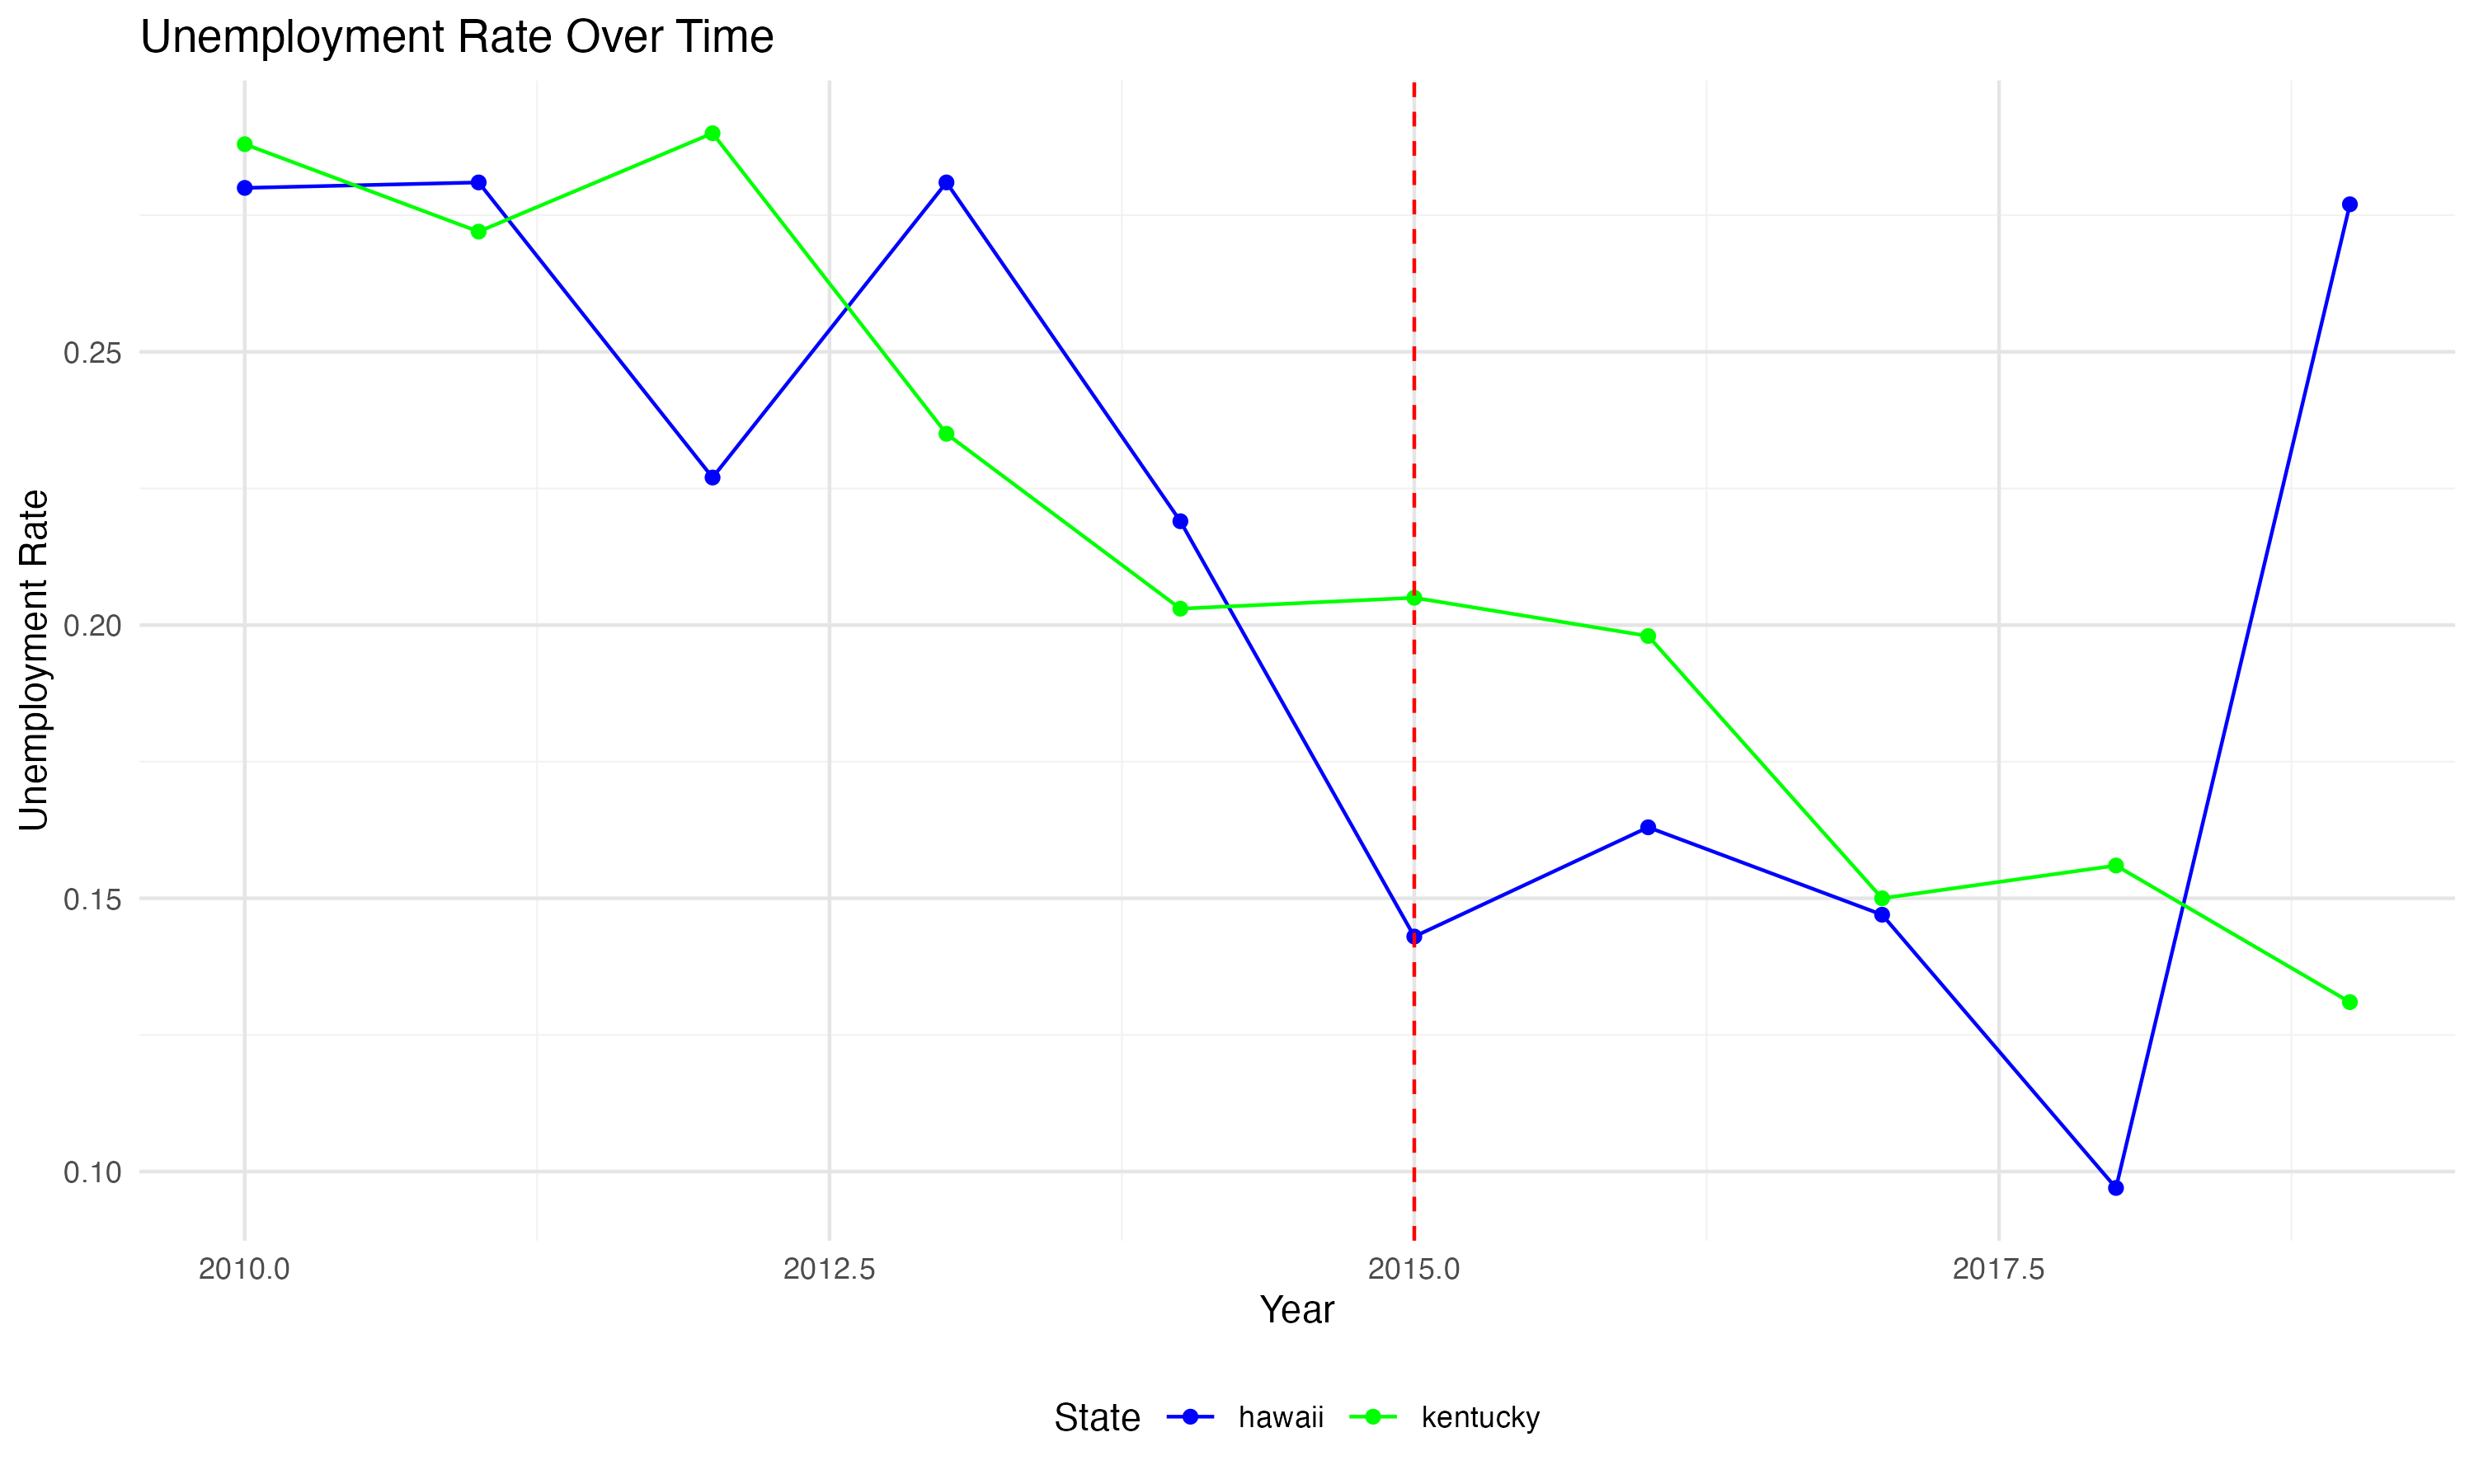 Unemployment Rate Over Time
Unemployment Rate
0.25
0.20
0.15
0.10
2010.0 2012.5 2015.0 2017.5
Year
State hawaii kentucky